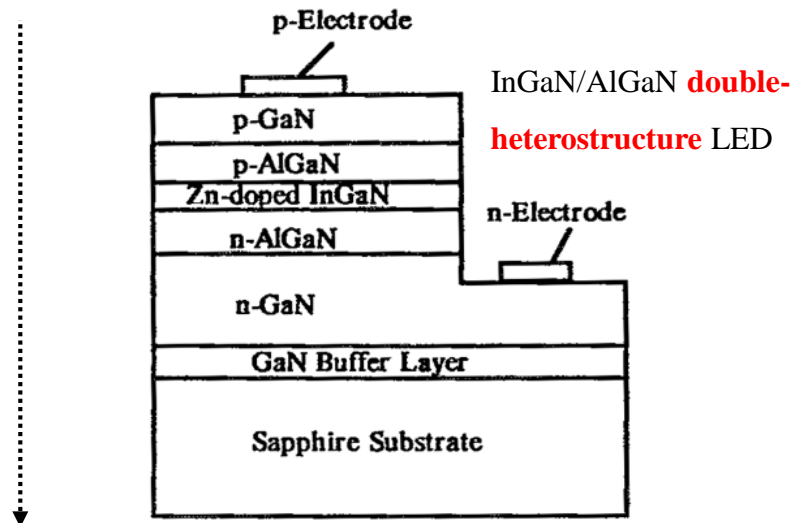 p-Electrode
InGaN/AlGaN double-
heterostructure LED
p-GaN
p-AlGaN
Zn-doped InGaN
n-Electrode
n-AlGaN
n-GaN
GaN Buffer Layer
Sapphire Substrate